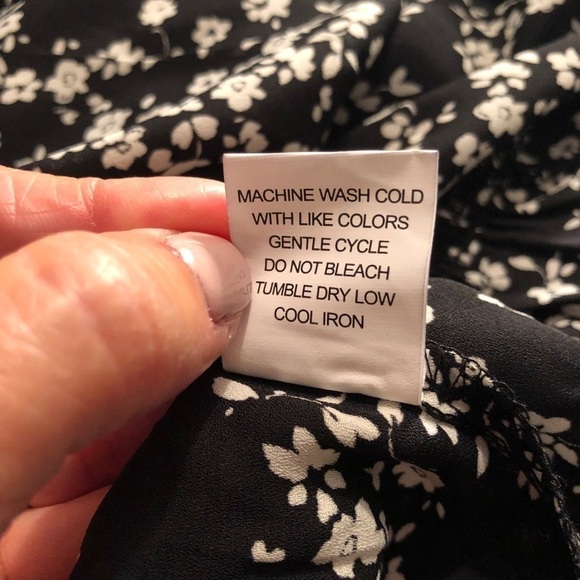 MACHINE WASH COLD
WITH LIKE COLORS
GENTLE CYCLE
DO NOT BLEACH
TUMBLE DRY LOW
COOL IRON